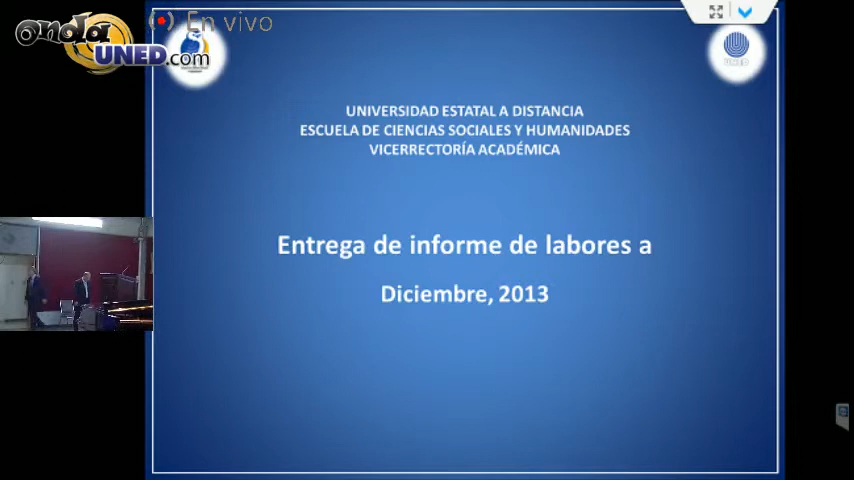 onda
UNED.com
En vivo
UNED
UNIVERSIDAD ESTATAL A DISTANCIA
ESCUELA DE CIENCIAS SOCIALES Y HUMANIDADES
VICERRECTORÍA ACADÉMICA
Entrega de informe de labores a
Diciembre, 2013